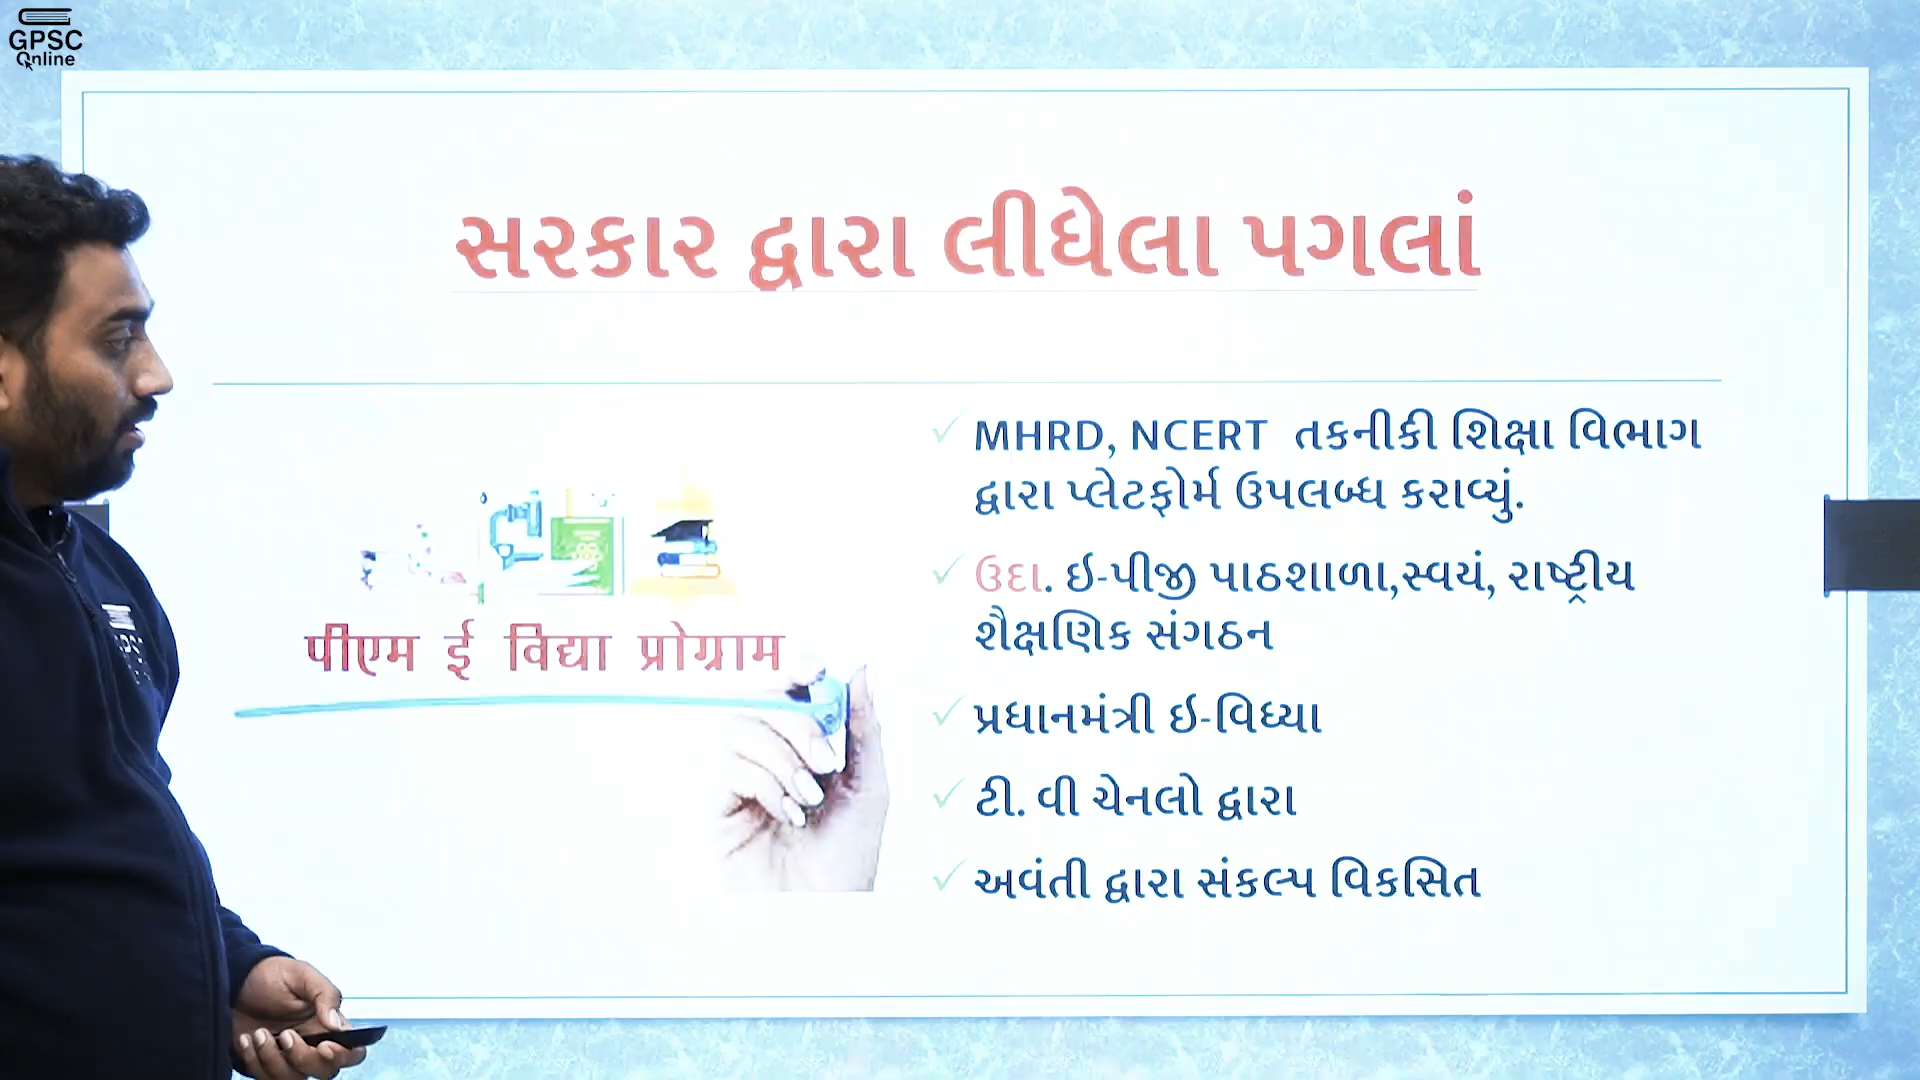 GPSC
Online
સરકાર દ્વારા લીધેલા પગલાં
MHRD, NCERT તકનીકી શિક્ષા વિભાગ
દ્વારા પ્લેટફોર્મ ઉપલબ્ધ કરાવ્યું.
ઉદા. ઇ-પીજી પાઠશાળા,સ્વયં, રાષ્ટ્રીય
શૈક્ષણિક સંગઠન
પ્રધાનમંત્રી ઇ-વિધ્યા
ટી. વી ચેનલો દ્વારા
અવંતી દ્વારા સંકલ્પ વિકસિત
पीएम ई विद्या प्रोग्राम